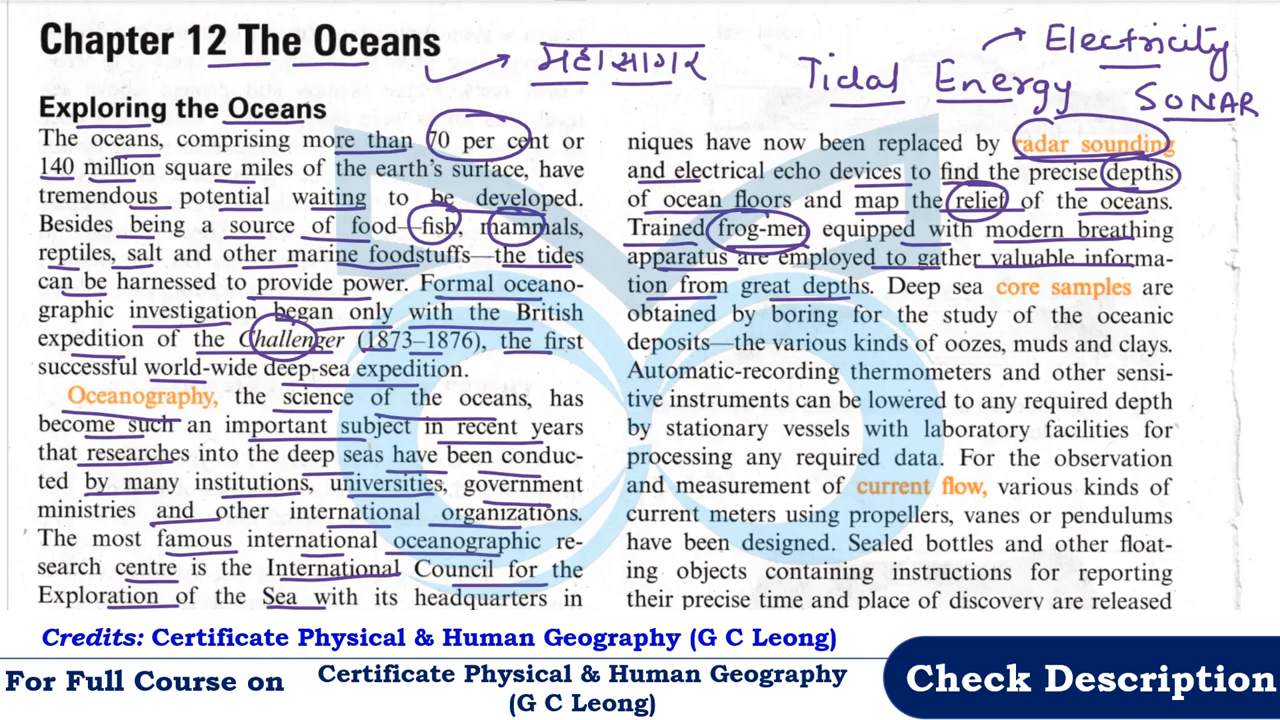 Chapter 12 The Oceans
महासागर
Electricity
Tidal Energy
SONAR
Exploring the Oceans
The oceans, comprising more than 70 per cent or
140 million square miles of the earth's surface, have
tremendous potential waiting to be developed.
Besides being a source of food—fish, mammals,
reptiles, salt and other marine foodstuffs—the tides
can be harnessed to provide power. Formal oceano-
graphic investigation began only with the British
expedition of the Challenger (1873–1876), the first
successful world-wide deep-sea expedition.
Oceanography, the science of the oceans, has
become such an important subject in recent years
that researches into the deep seas have been conduc-
ted by many institutions, universities, government
ministries and other international organizations.
The most famous international oceanographic re-
search centre is the International Council for the
Exploration of the Sea with its headquarters in
niques have now been replaced by radar sounding
and electrical echo devices to find the precise depths
of ocean floors and map the relief of the oceans.
Trained frog-men equipped with modern breathing
apparatus are employed to gather valuable informa-
tion from great depths. Deep sea core samples are
obtained by boring for the study of the oceanic
deposits—the various kinds of oozes, muds and clays.
Automatic-recording thermometers and other sensi-
tive instruments can be lowered to any required depth
by stationary vessels with laboratory facilities for
processing any required data. For the observation
and measurement of current flow, various kinds of
current meters using propellers, vanes or pendulums
have been designed. Sealed bottles and other float-
ing objects containing instructions for reporting
their precise time and place of discovery are released
Credits: Certificate Physical & Human Geography (G C Leong)
For Full Course on
Certificate Physical & Human Geography
(G C Leong)
Check Description